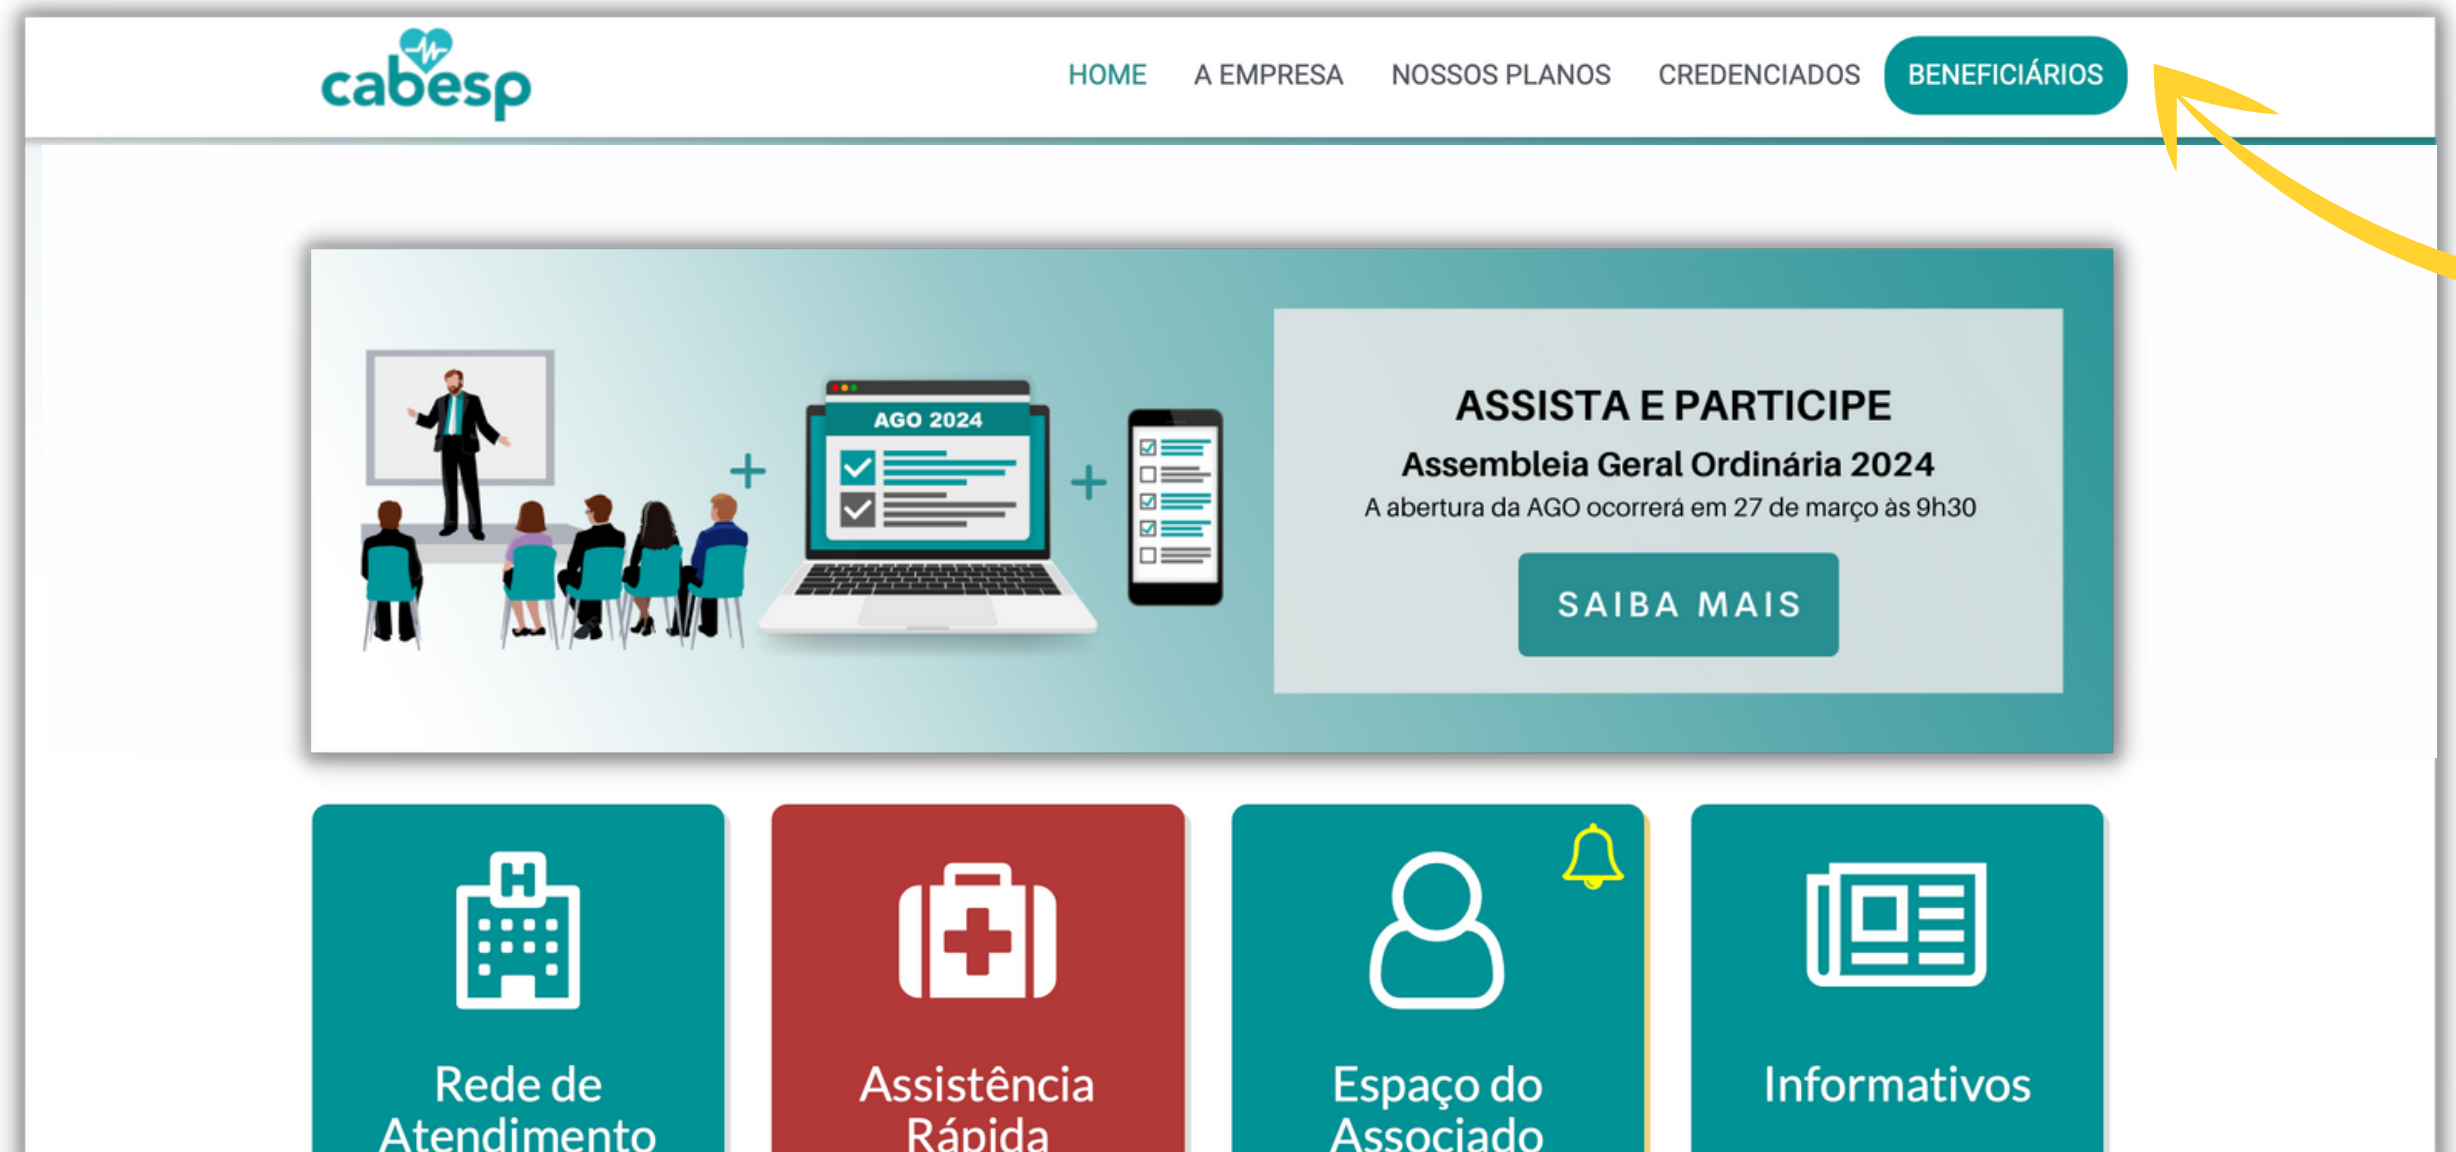 cabesp
HOME A EMPRESA NOSSOS PLANOS CREDENCIADOS BENEFICIÁRIOS
AGO 2024
ASSISTA E PARTICIPE
Assembleia Geral Ordinária 2024
A abertura da AGO ocorrerá em 27 de março às 9h30
SAIBA MAIS
H
Rede de
Atendimento
Assistência
Rápida
Espaço do
Associado
Informativos